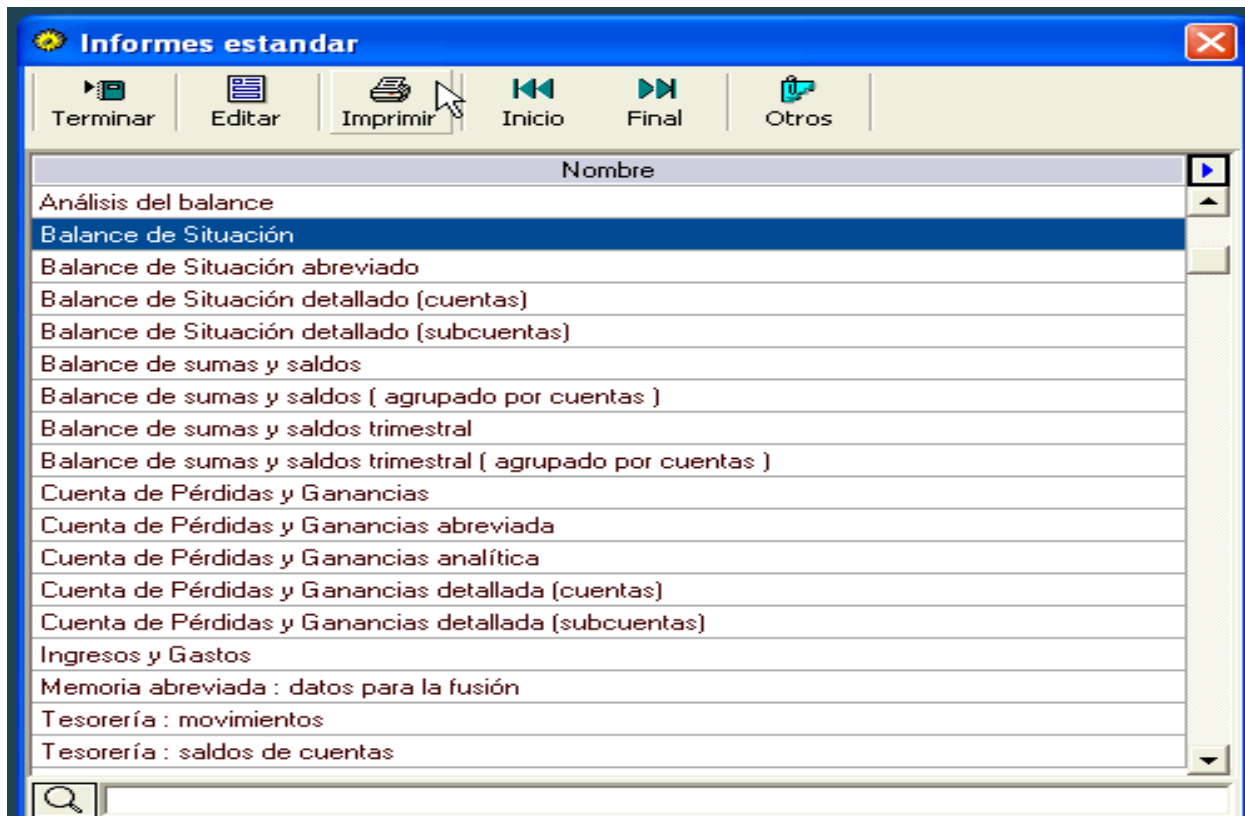 Informes estandar
Terminar Editar Imprimir Inicio Final Otros
Nombre
Análisis del balance
Balance de Situación
Balance de Situación abreviado
Balance de Situación detallado (cuentas)
Balance de Situación detallado (subcuentas)
Balance de sumas y saldos
Balance de sumas y saldos ( agrupado por cuentas )
Balance de sumas y saldos trimestral
Balance de sumas y saldos trimestral ( agrupado por cuentas )
Cuenta de Pérdidas y Ganancias
Cuenta de Pérdidas y Ganancias abreviada
Cuenta de Pérdidas y Ganancias analítica
Cuenta de Pérdidas y Ganancias detallada (cuentas)
Cuenta de Pérdidas y Ganancias detallada (subcuentas)
Ingresos y Gastos
Memoria abreviada : datos para la fusión
Tesorería : movimientos
Tesorería : saldos de cuentas